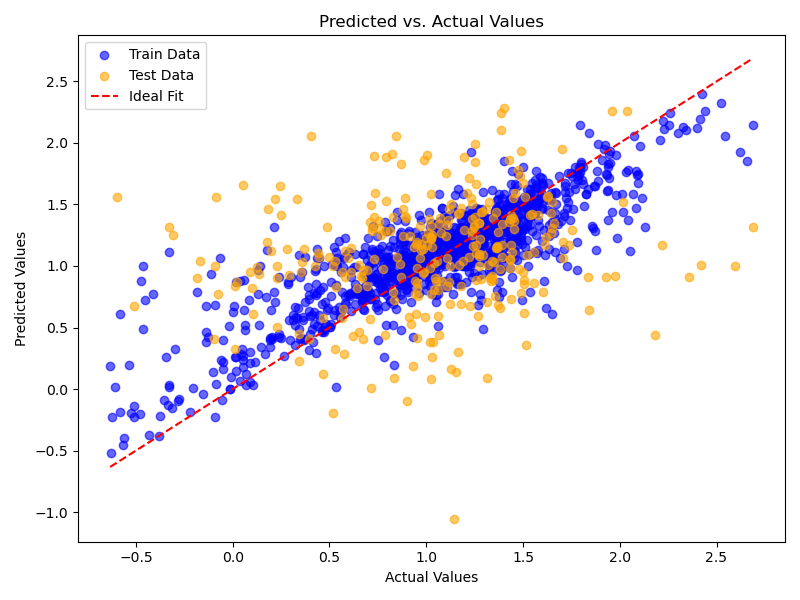 Predicted vs. Actual Values
Train Data
Test Data
Ideal Fit
2.5
2.0
1.5
1.0
0.5
0.0
−0.5
−1.0
Predicted Values
−0.5
0.0
0.5
1.0
1.5
2.0
2.5
Actual Values